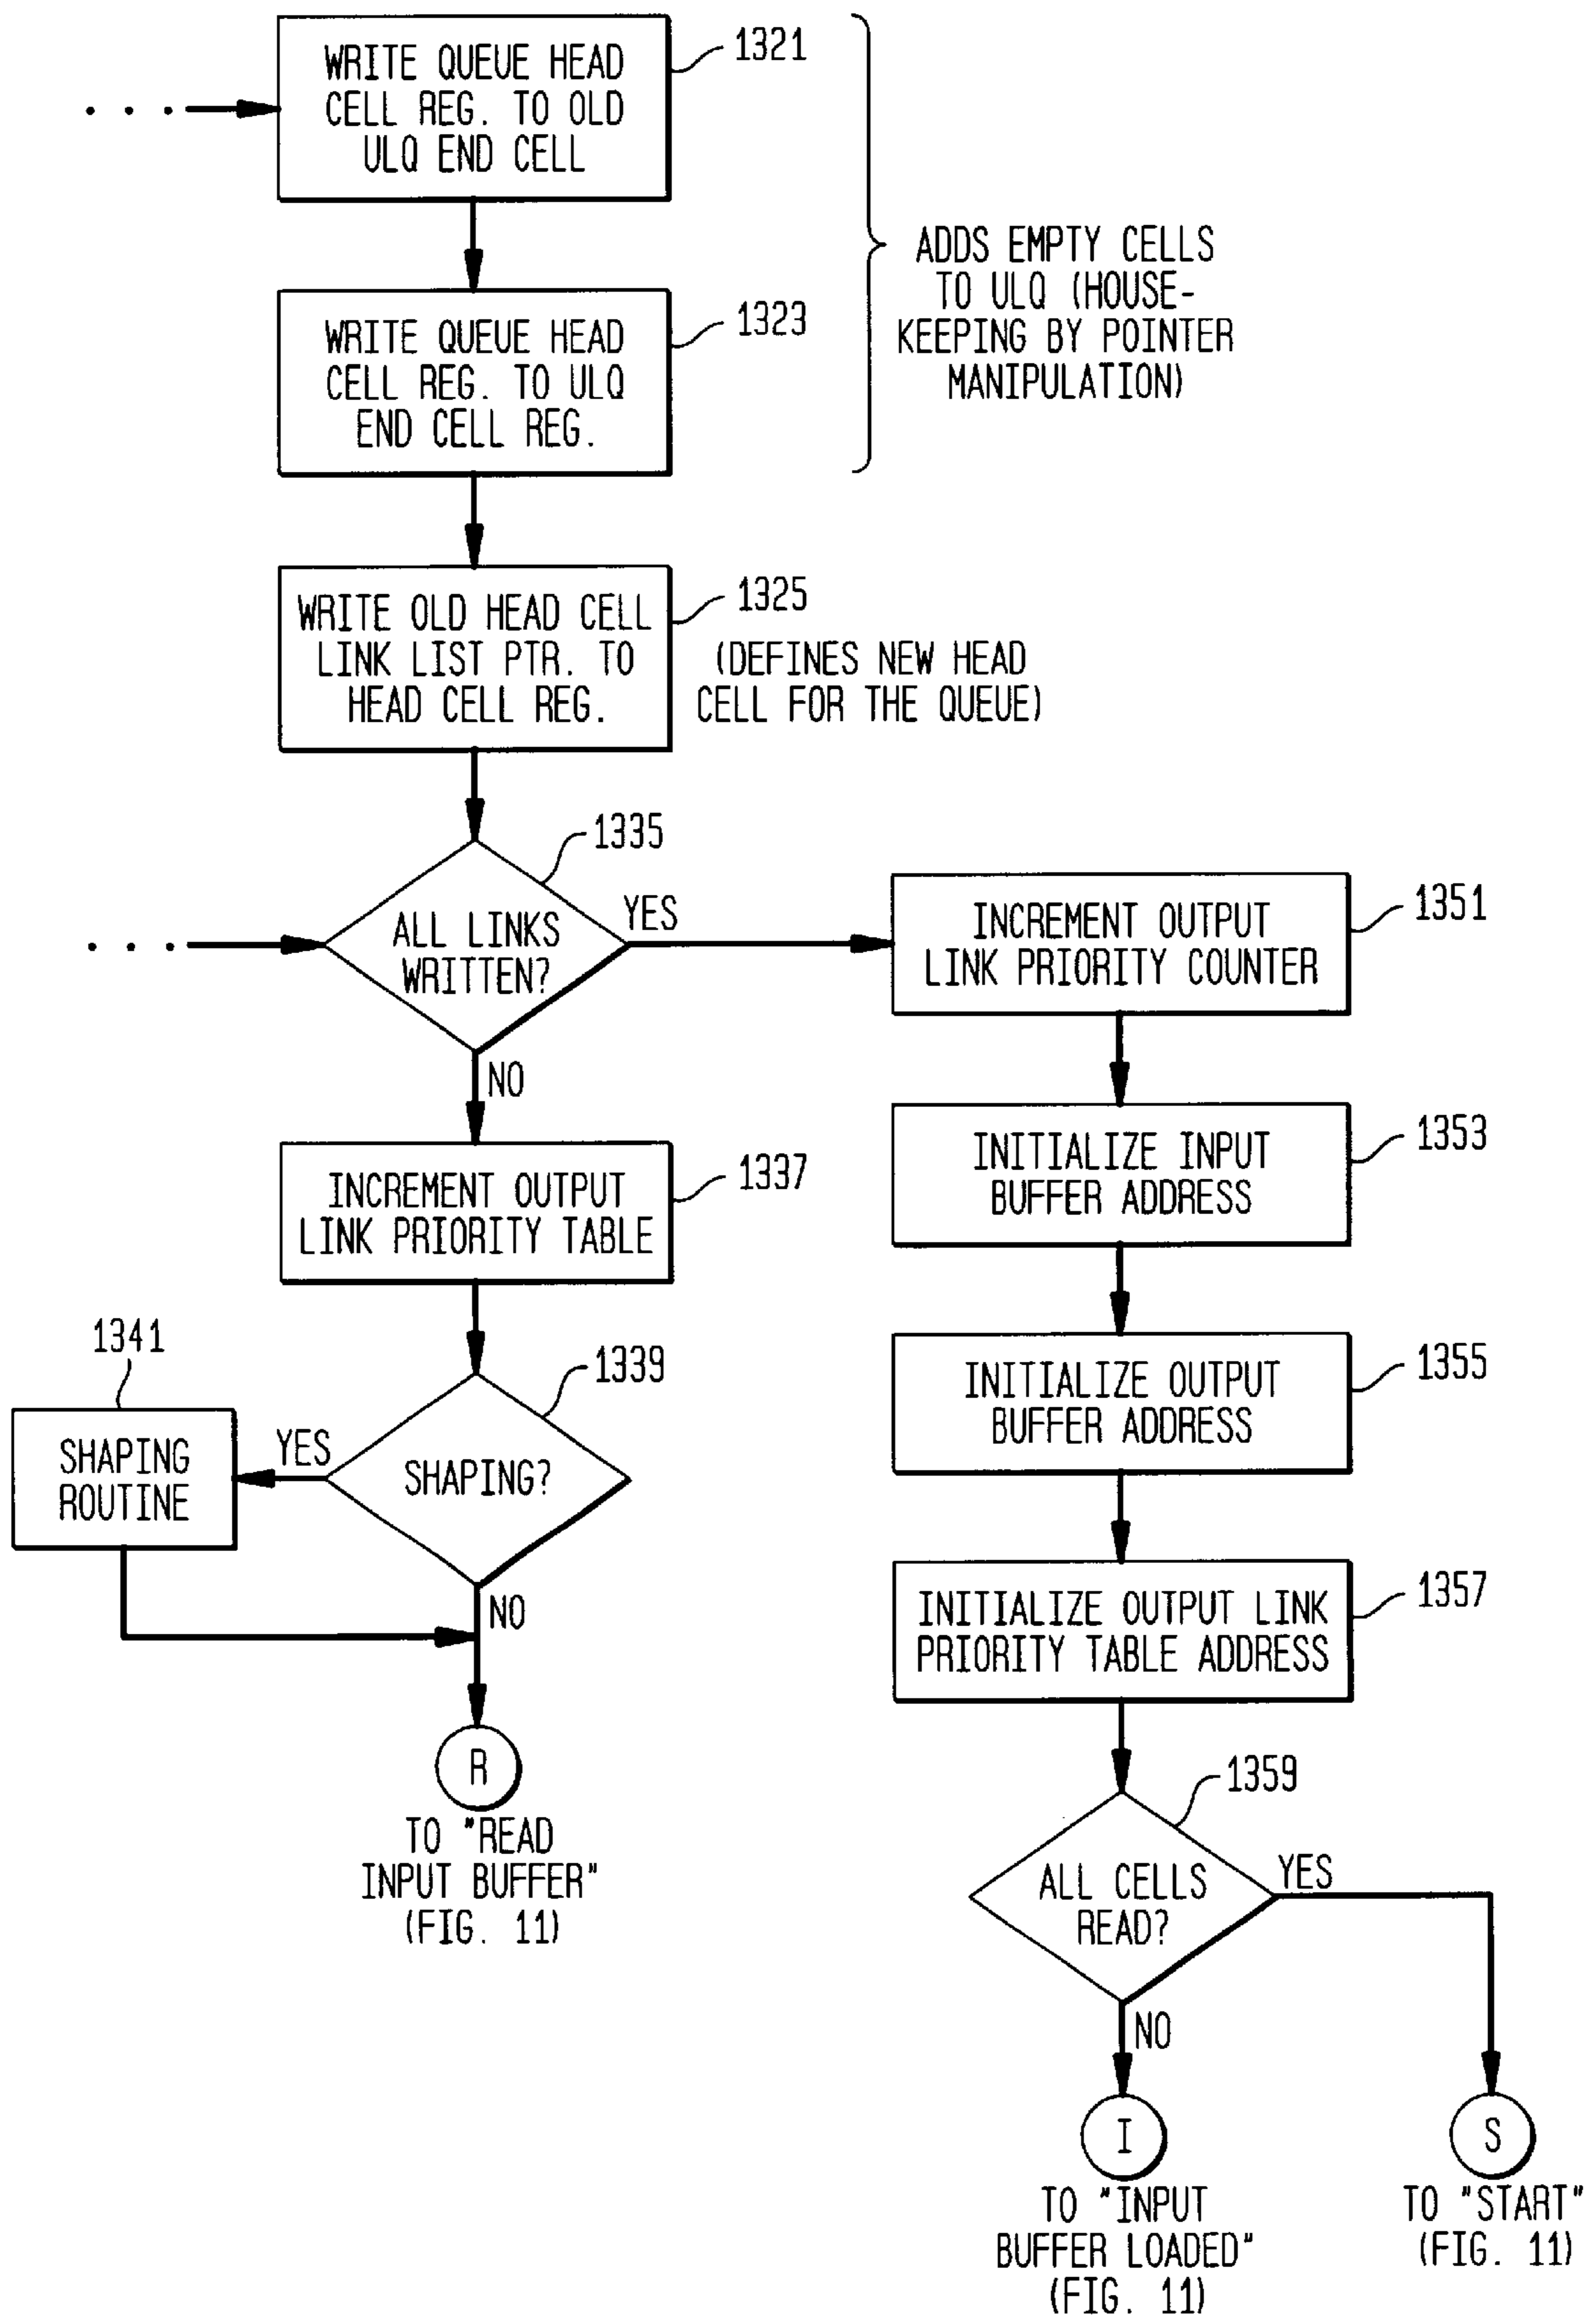 WRITE QUEUE HEAD
CELL REG. TO OLD
ULQ END CELL
1321
WRITE QUEUE HEAD
CELL REG. TO ULQ
END CELL REG.
1323
ADDS EMPTY CELLS
TO ULQ (HOUSE-
KEEPING BY POINTER
MANIPULATION)
WRITE OLD HEAD CELL
LINK LIST PTR. TO
HEAD CELL REG.
1325
(DEFINES NEW HEAD
CELL FOR THE QUEUE)
1335
ALL LINKS
WRITTEN?
YES
NO
INCREMENT OUTPUT
LINK PRIORITY COUNTER
1351
INITIALIZE INPUT
BUFFER ADDRESS
1353
INCREMENT OUTPUT
LINK PRIORITY TABLE
1337
1341
SHAPING
ROUTINE
YES
1339
SHAPING?
NO
INITIALIZE OUTPUT
BUFFER ADDRESS
1355
INITIALIZE OUTPUT LINK
PRIORITY TABLE ADDRESS
1357
R
TO "READ
INPUT BUFFER"
(FIG. 11)
1359
ALL CELLS
READ?
YES
NO
I
TO "INPUT
BUFFER LOADED"
(FIG. 11)
S
TO "START"
(FIG. 11)